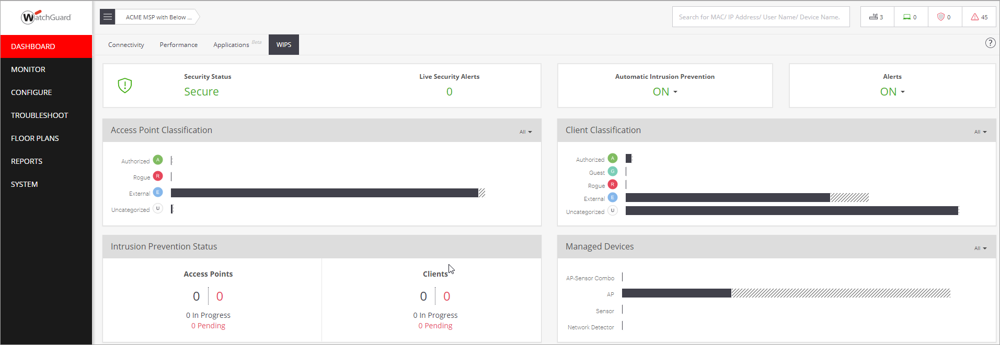 WatchGuard
ACME MSP with Below ...
Search for MAC/ IP Address/ User Name/ Device Name.
3
0
0
45
DASHBOARD
MONITOR
CONFIGURE
TROUBLESHOOT
FLOOR PLANS
REPORTS
SYSTEM
Connectivity
Performance
Applications Beta
WIPS
?
Security Status
Secure
Live Security Alerts
0
Automatic Intrusion Prevention
ON
Alerts
ON
Access Point Classification
All
Authorized A
Rogue R
External E
Uncategorized U
Client Classification
All
Authorized A
Guest G
Rogue R
External E
Uncategorized U
Intrusion Prevention Status
Access Points
0 0
0 In Progress
0 Pending
Clients
0 0
0 In Progress
0 Pending
Managed Devices
All
AP-Sensor Combo
AP
Sensor
Network Detector